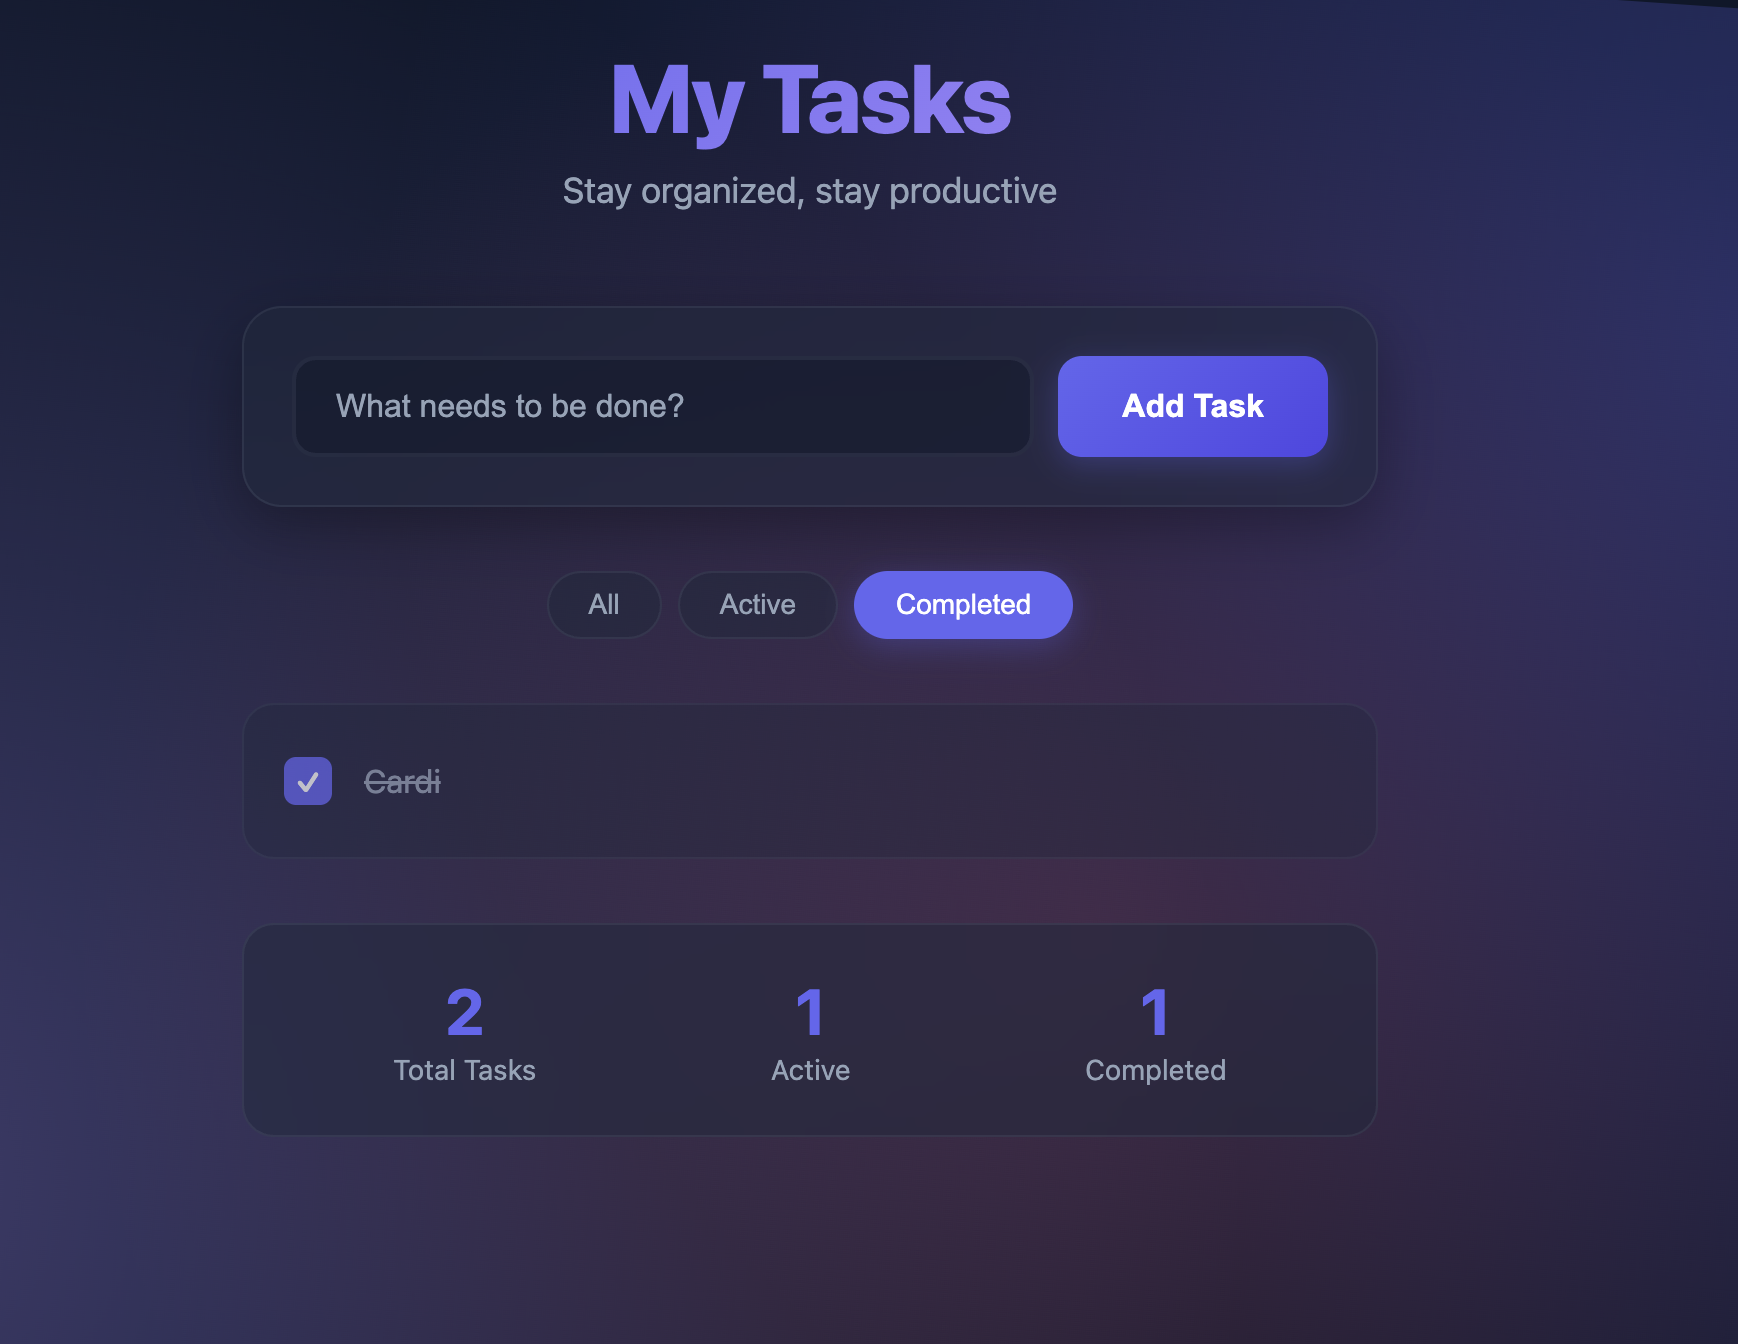 My Tasks
Stay organized, stay productive
What needs to be done?
Add Task
All
Active
Completed
Cardi
2
Total Tasks
1
Active
1
Completed